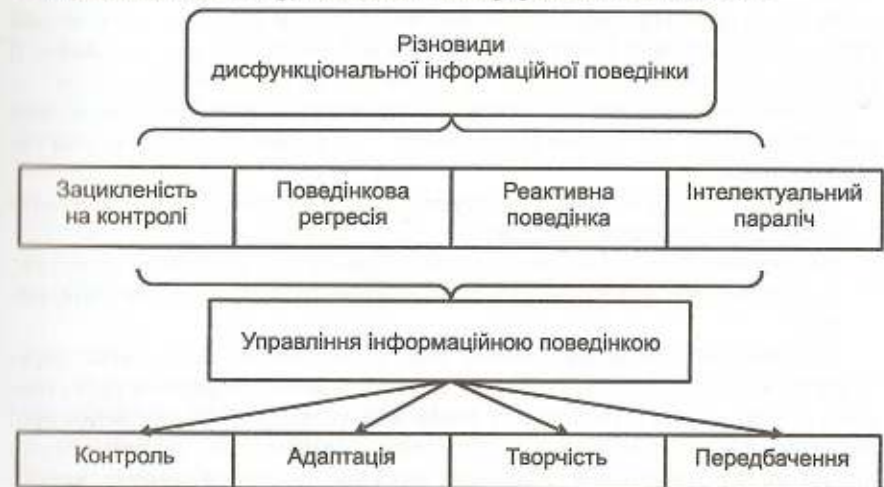 Різновиди
дисфункціональної інформаційної поведінки
Зацикленість
на контролі
Поведінкова
регресія
Реактивна
поведінка
Інтелектуальний
параліч
Управління інформаційною поведінкою
Контроль
Адаптація
Творчість
Передбачення